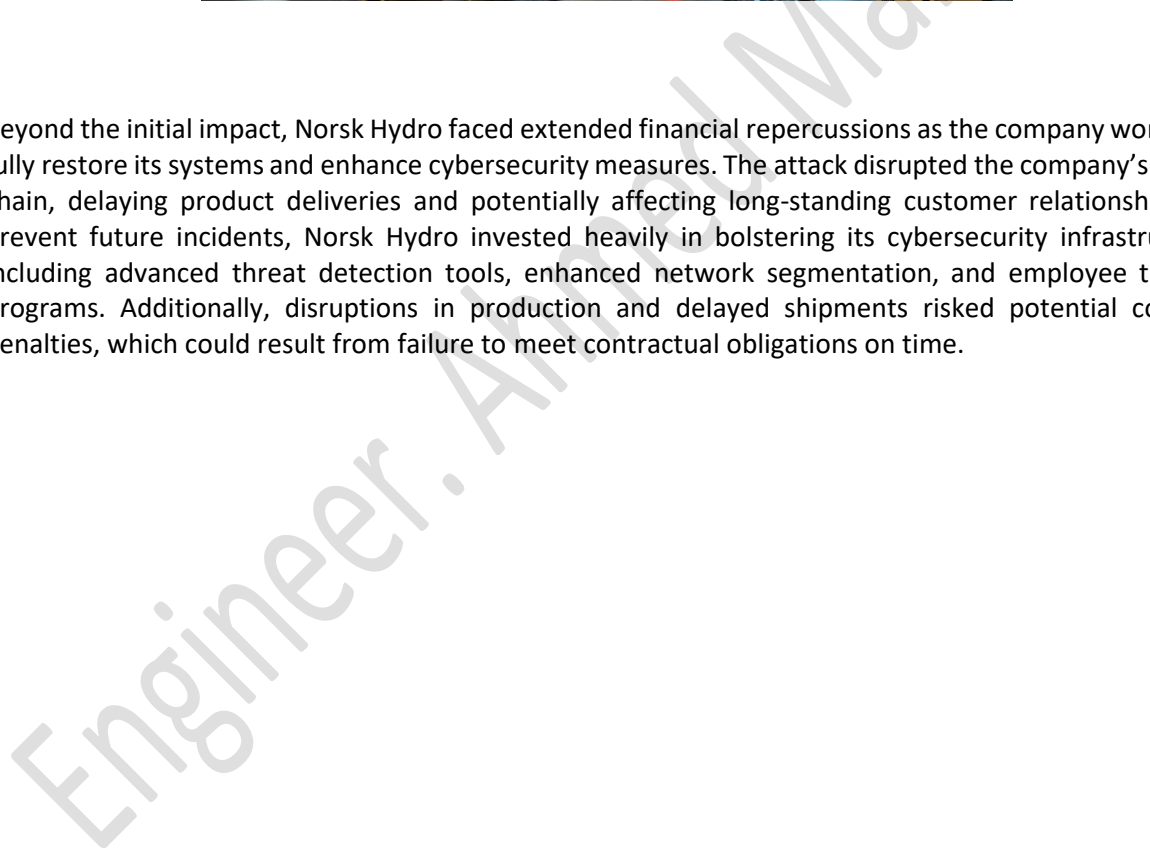 eyond the initial impact, Norsk Hydro faced extended financial repercussions as the company wor
ully restore its systems and enhance cybersecurity measures. The attack disrupted the company's
hain, delaying product deliveries and potentially affecting long-standing customer relationsh
revent future incidents, Norsk Hydro invested heavily in bolstering its cybersecurity infrastru
ncluding advanced threat detection tools, enhanced network segmentation, and employee t
rograms. Additionally, disruptions in production and delayed shipments risked potential co
enalties, which could result from failure to meet contractual obligations on time.
Engineer. Ahmed Ma